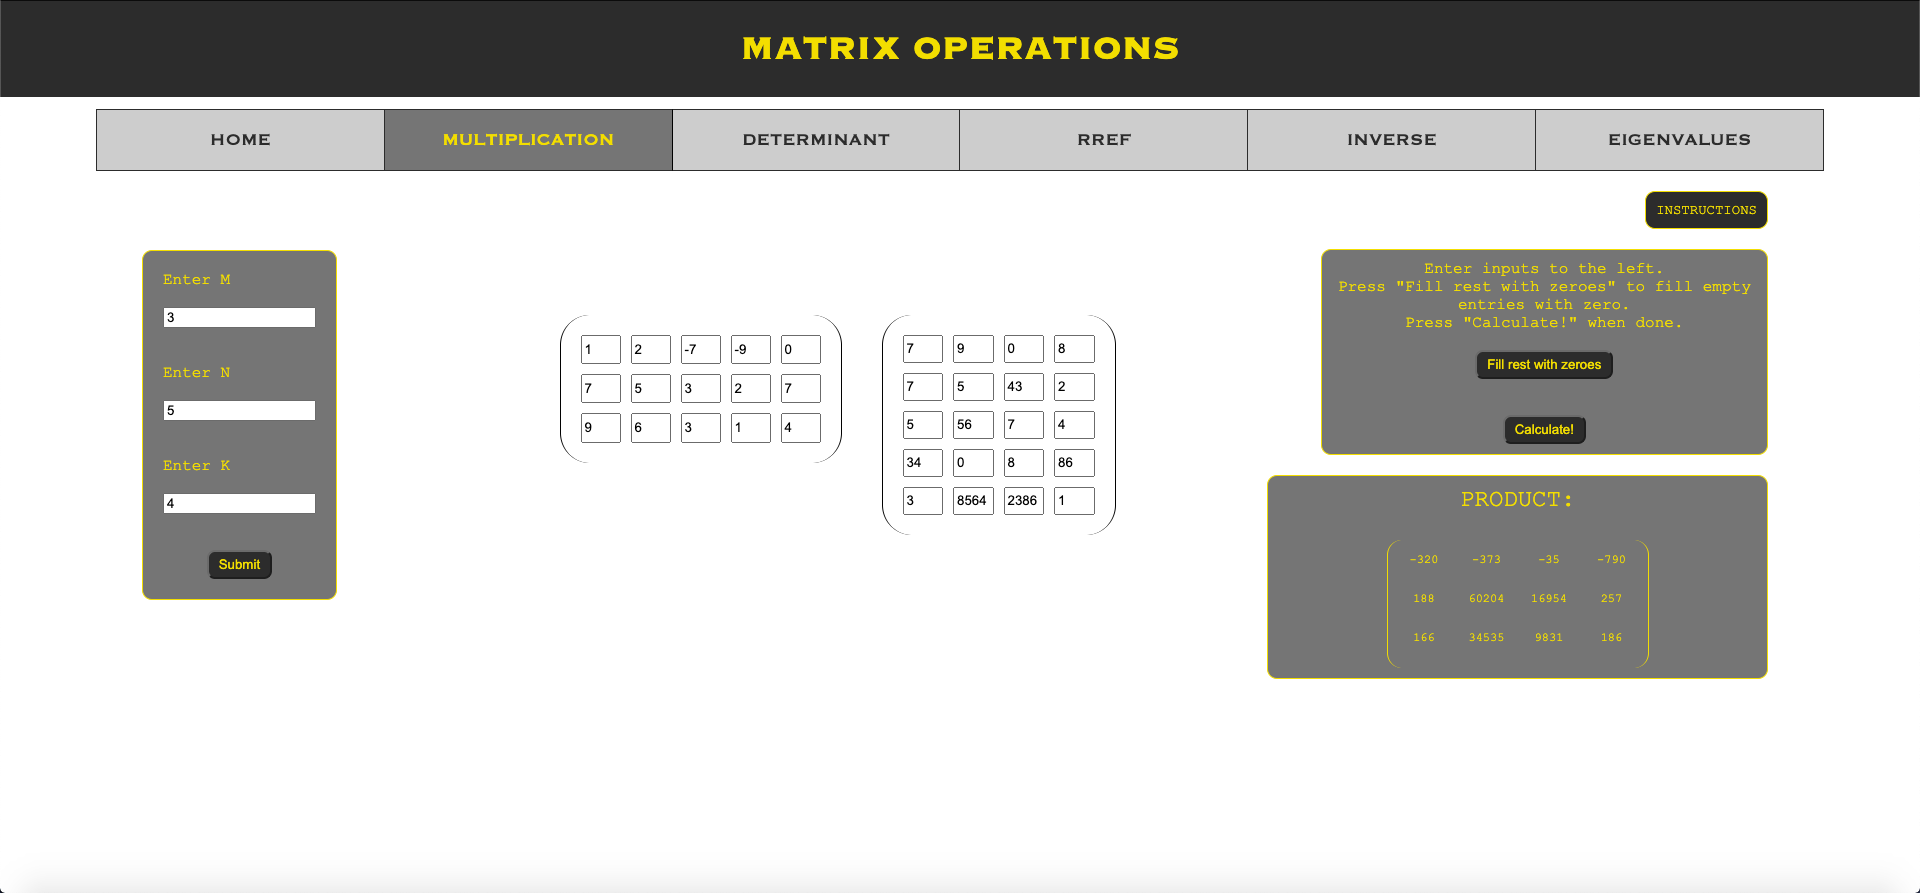 MATRIX OPERATIONS
HOME MULTIPLICATION DETERMINANT RREF INVERSE EIGENVALUES
INSTRUCTIONS
Enter M
3
Enter N
5
Enter K
4
Submit
1 2 -7 -9 0
7 5 3 2 7
9 6 3 1 4
7 9 0 8
7 5 43 2
5 56 7 4
34 0 8 86
3 8564 2386 1
Enter inputs to the left.
Press "Fill rest with zeroes" to fill empty
entries with zero.
Press "Calculate!" when done.
Fill rest with zeroes
Calculate!
PRODUCT:
-320 -373 -35 -790
188 60204 16954 257
166 34535 9831 186